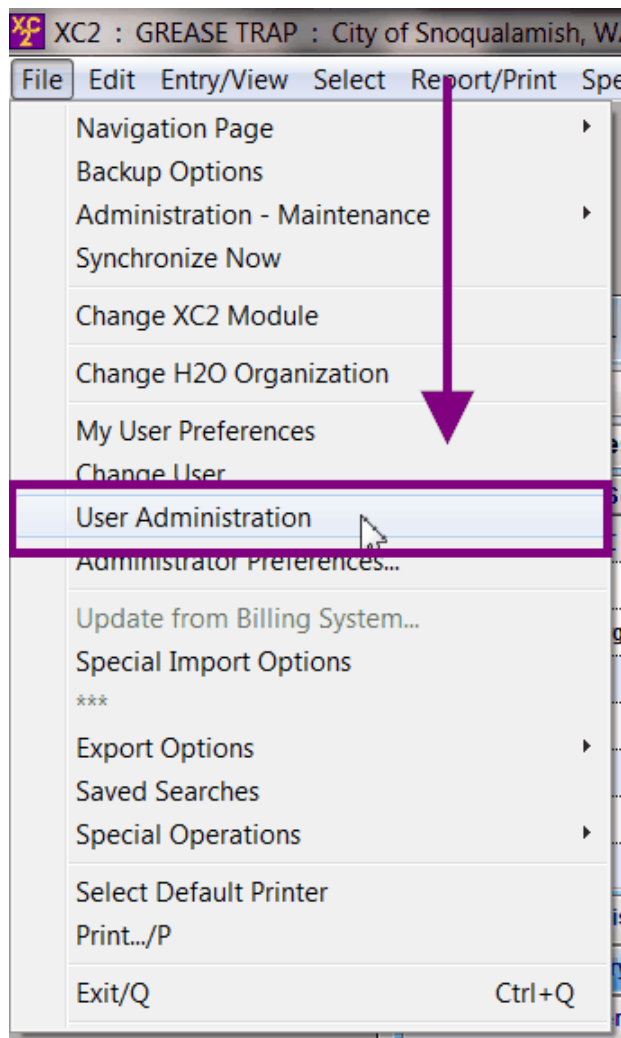 XC2 : GREASE TRAP : City of Snoqualamish, WA
File Edit Entry/View Select Report/Print Spe
Navigation Page
Backup Options
Administration - Maintenance
Synchronize Now
Change XC2 Module
Change H2O Organization
My User Preferences
Change User
User Administration
Administrator Preferences...
Update from Billing System...
Special Import Options
***
Export Options
Saved Searches
Special Operations
Select Default Printer
Print.../P
Exit/Q Ctrl+Q